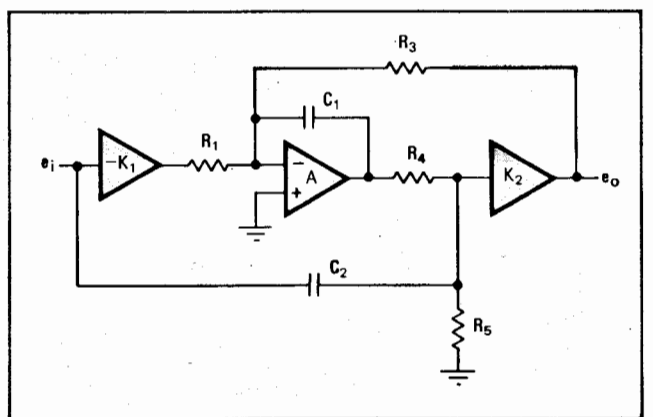 R₃
C₁
R₁
R₄
eᵢ
−K₁
−
A
+
K₂
eₒ
C₂
R₅